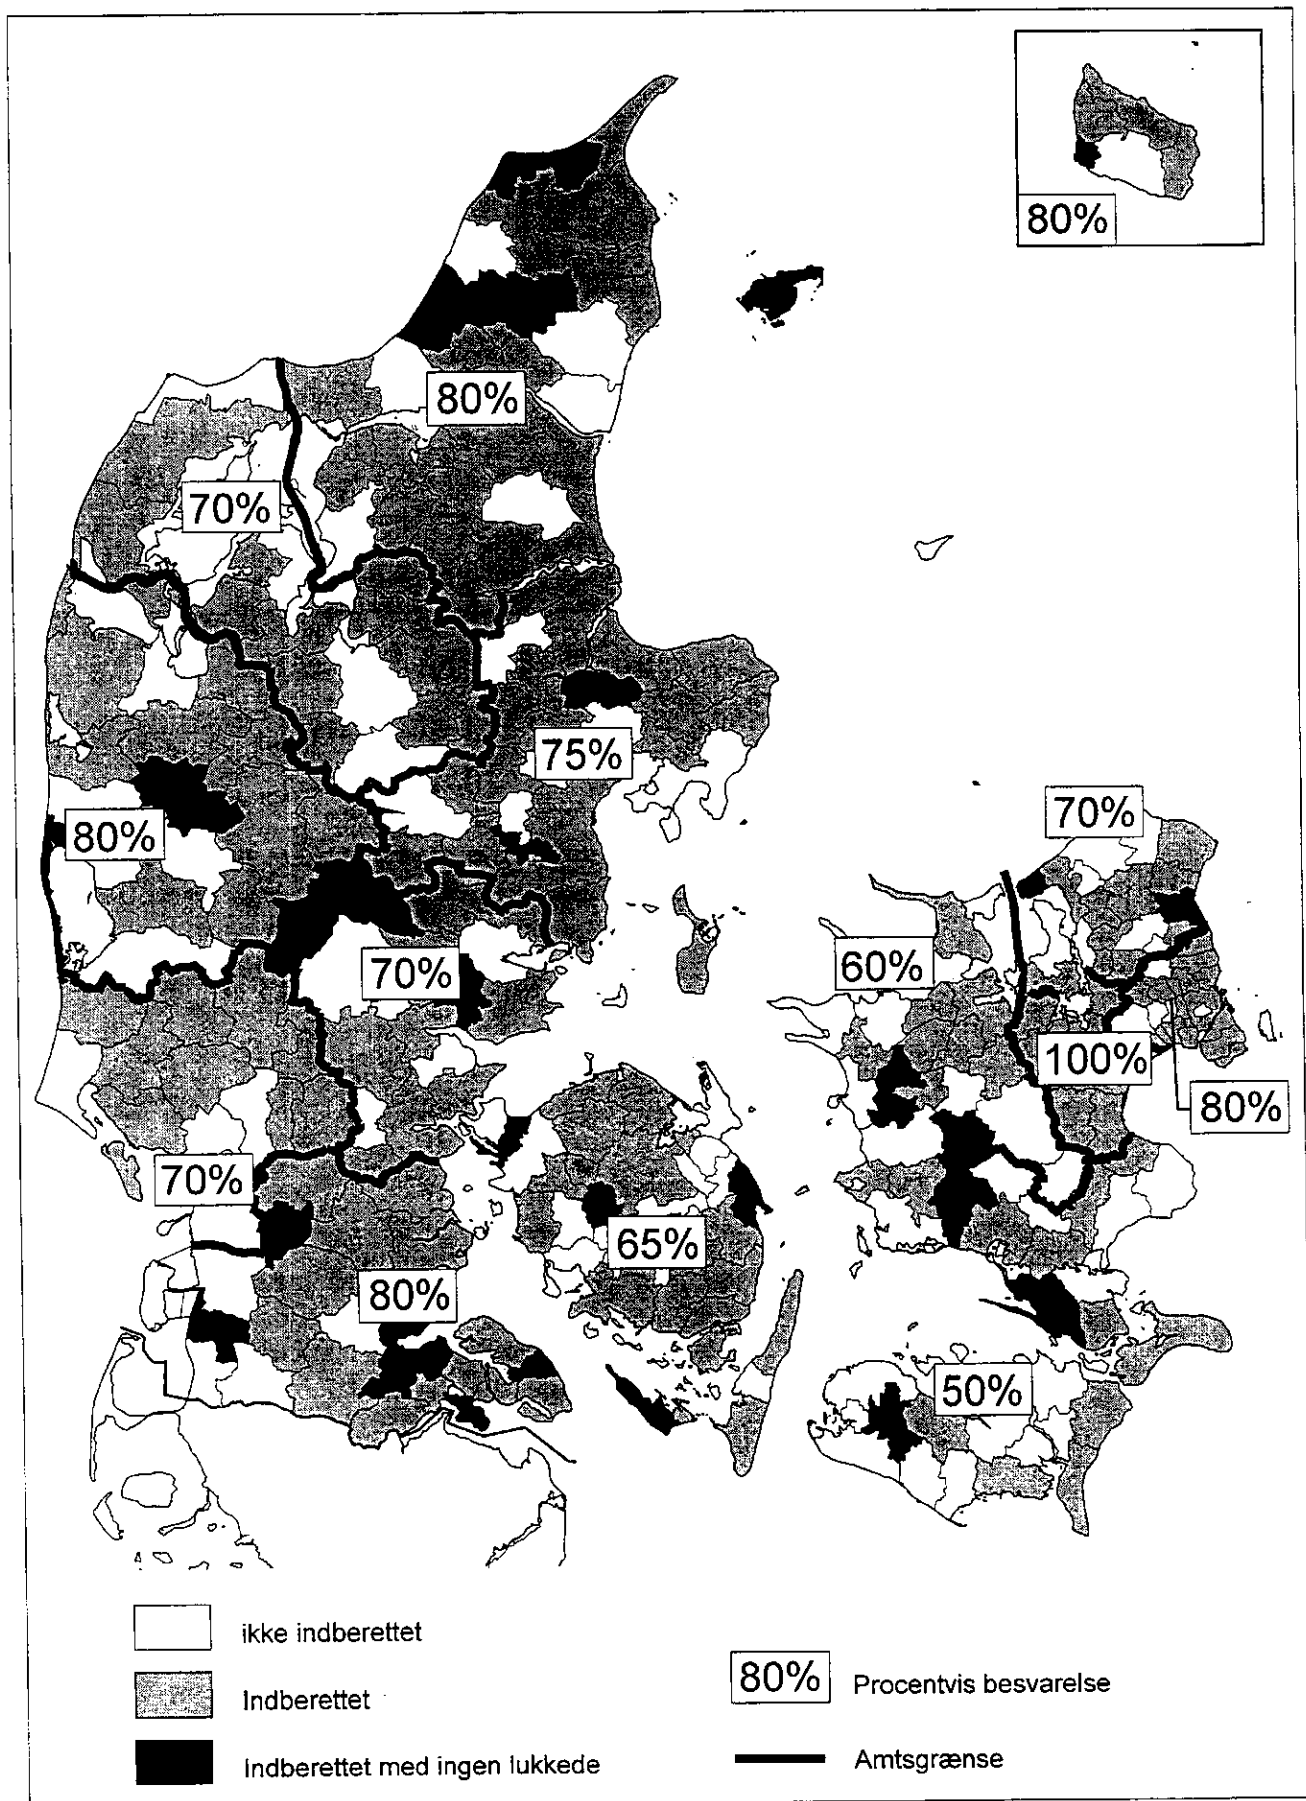 80%
80%
70%
75%
80%
70%
60%
70%
100%
80%
70%
65%
80%
50%
ikke indberettet
Indberettet
Indberettet med ingen lukkede
80% Procentvis besvarelse
Amtsgrænse